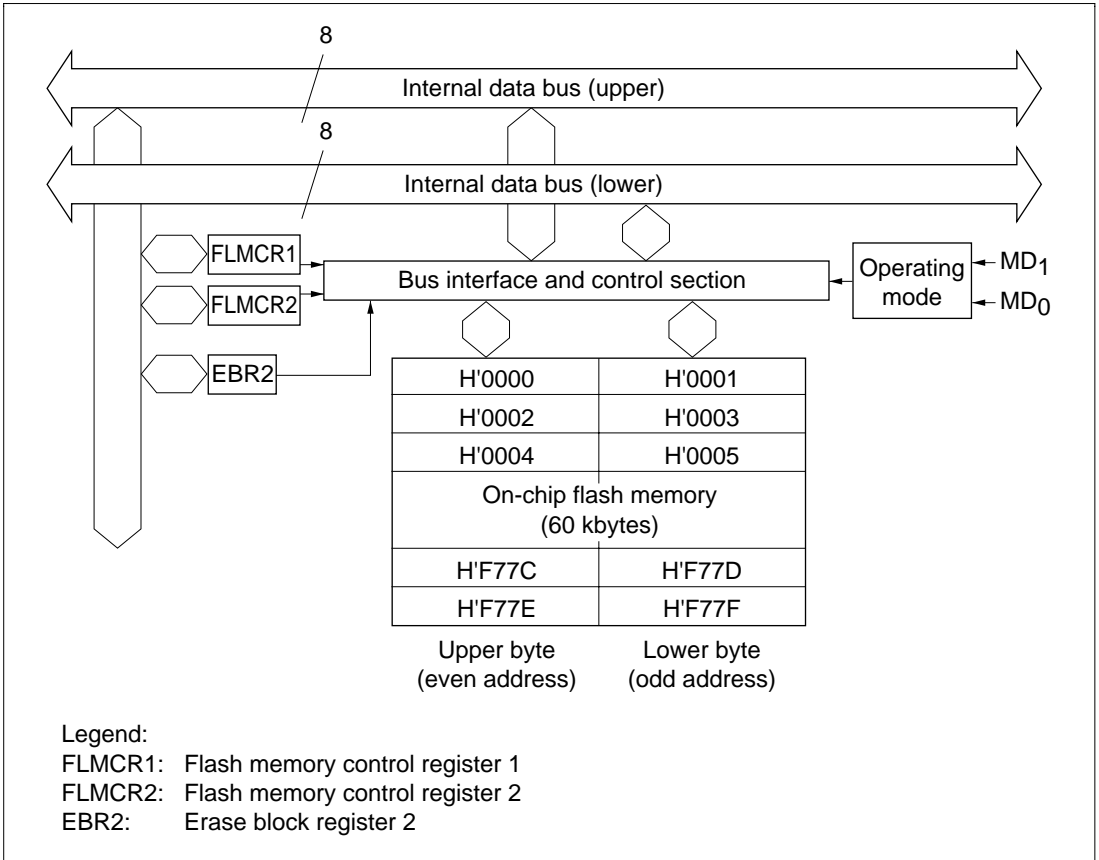 8
Internal data bus (upper)
8
Internal data bus (lower)
FLMCR1
Bus interface and control section
Operating
mode
MD1
MD0
FLMCR2
EBR2
H'0000 H'0001
H'0002 H'0003
H'0004 H'0005
On-chip flash memory
(60 kbytes)
H'F77C H'F77D
H'F77E H'F77F
Upper byte
(even address)
Lower byte
(odd address)
Legend:
FLMCR1: Flash memory control register 1
FLMCR2: Flash memory control register 2
EBR2: Erase block register 2